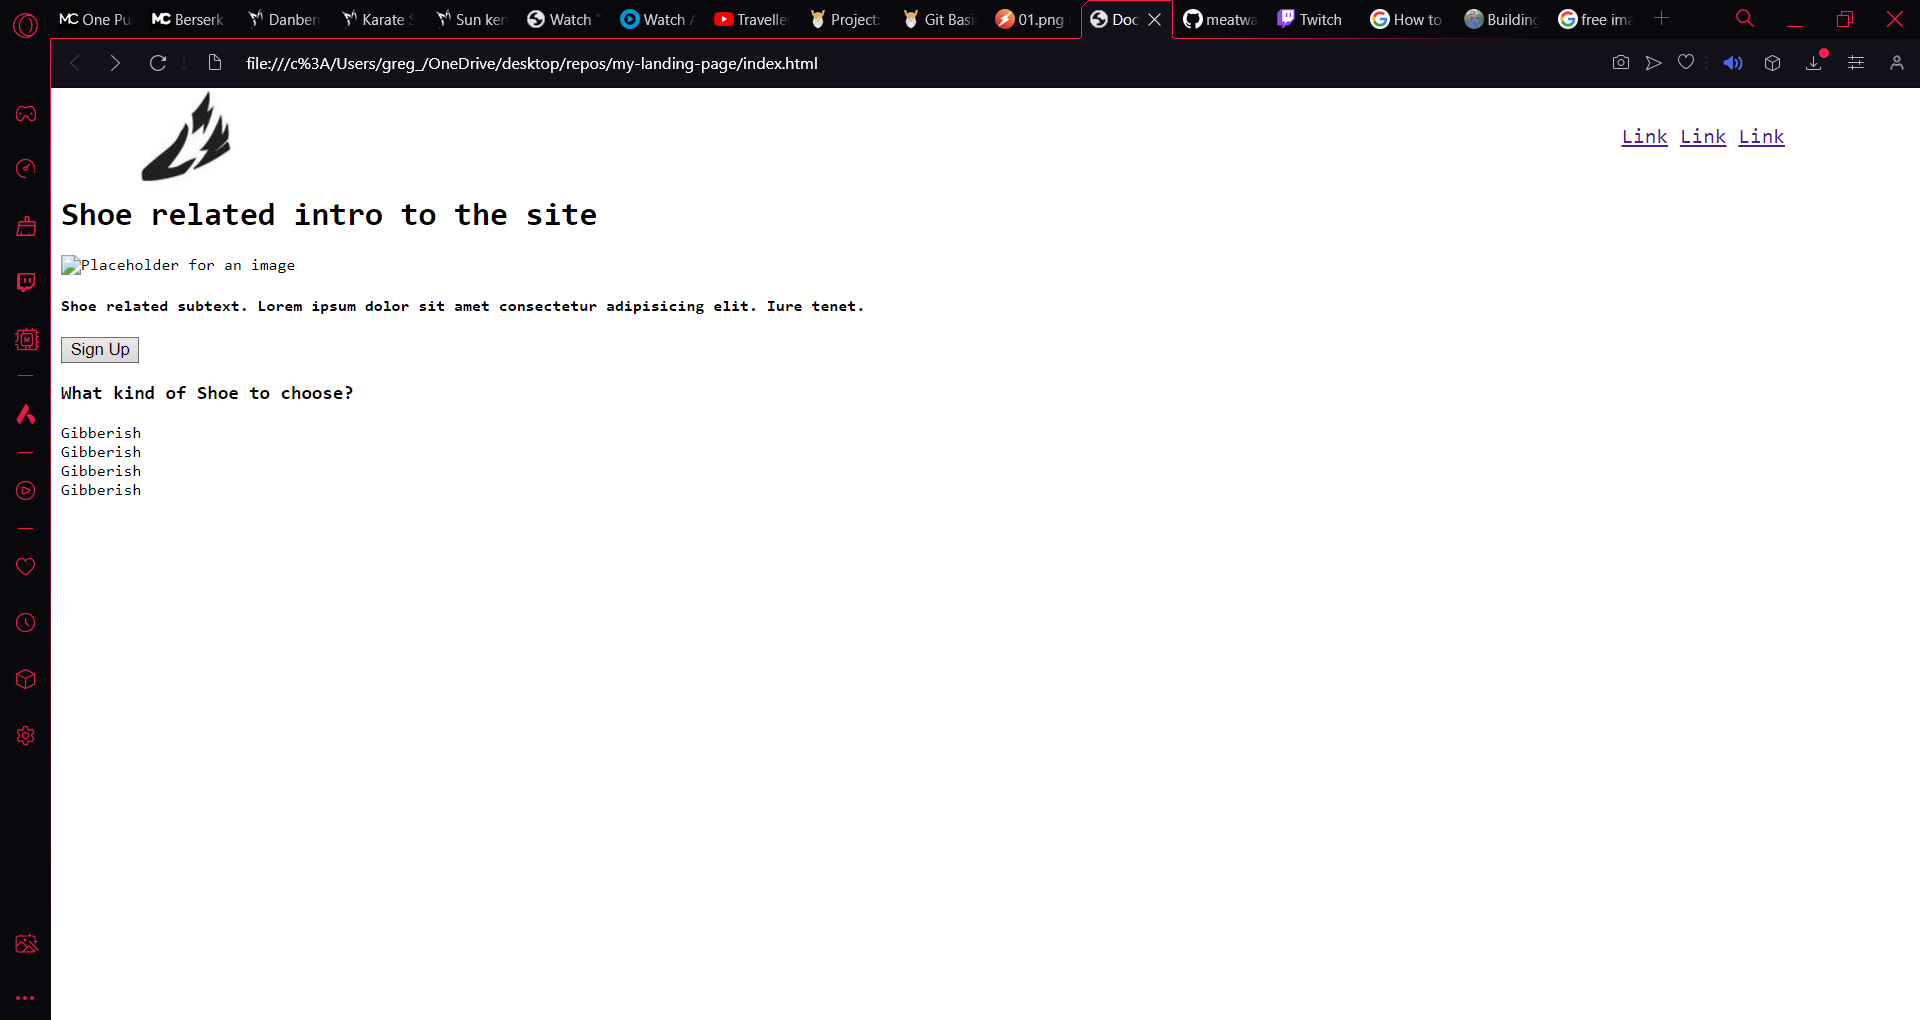 MC One Pu
MC Berserk
Danber
Karate S
Sun ken
Watch "
Watch A
Travelle
Project:
Git Basi
01.png
Doc
meatwa
Twitch
How to
Building
free ima
file:///c%3A/Users/greg_/OneDrive/desktop/repos/my-landing-page/index.html
Link Link Link
Shoe related intro to the site
Placeholder for an image
Shoe related subtext. Lorem ipsum dolor sit amet consectetur adipisicing elit. Iure tenet.
Sign Up
What kind of Shoe to choose?
Gibberish
Gibberish
Gibberish
Gibberish